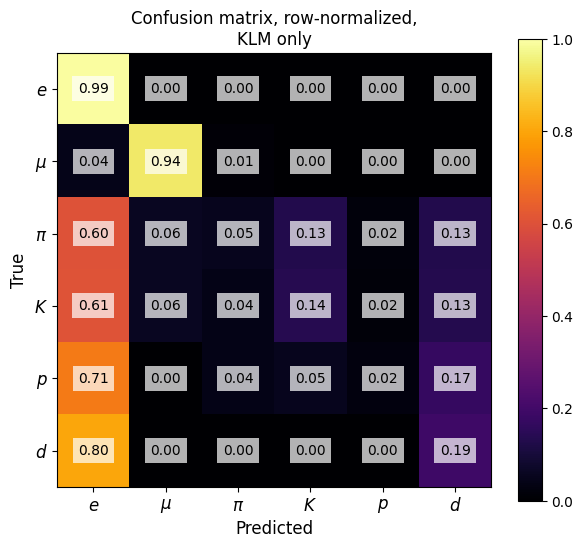 Confusion matrix, row-normalized,
KLM only
True
e 0.99 0.00 0.00 0.00 0.00 0.00
μ 0.04 0.94 0.01 0.00 0.00 0.00
π 0.60 0.06 0.05 0.13 0.02 0.13
K 0.61 0.06 0.04 0.14 0.02 0.13
p 0.71 0.00 0.04 0.05 0.02 0.17
d 0.80 0.00 0.00 0.00 0.00 0.19
e μ π K p d
Predicted
1.0
0.8
0.6
0.4
0.2
0.0